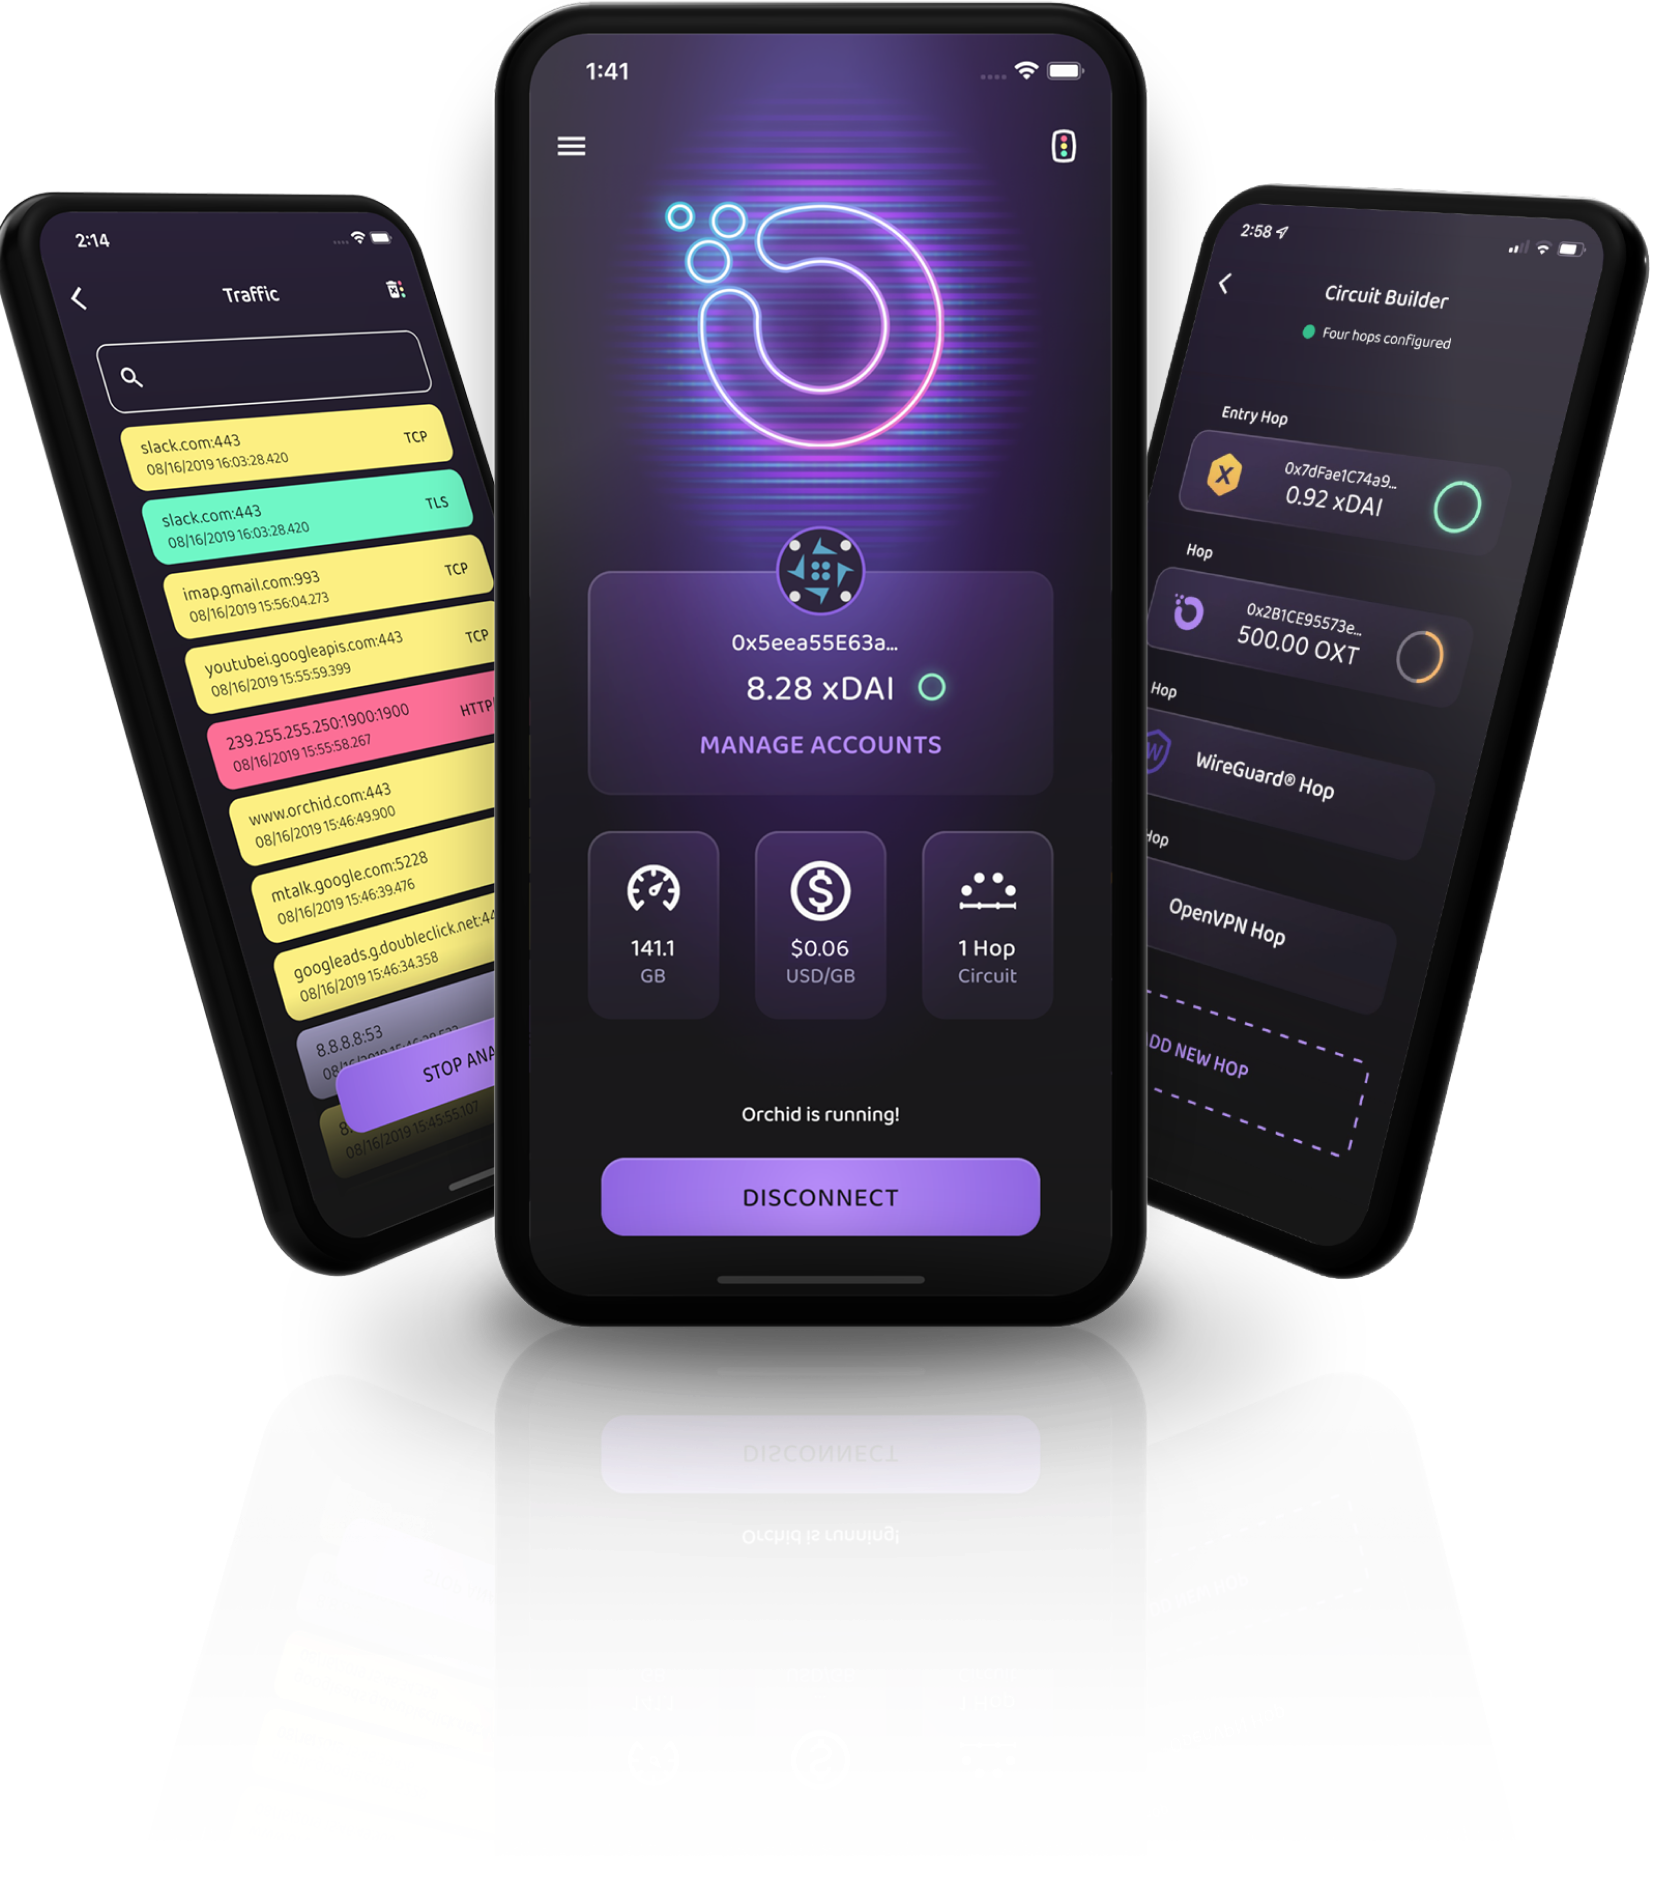 2:14
Traffic
slack.com:443
TCP
08/16/2019 16:03:28.420
slack.com:443
TLS
08/16/2019 16:03:28.420
imap.gmail.com:993
TCP
08/16/2019 15:56:04.273
youtubei.googleapis.com:443
TCP
08/16/2019 15:55:59.399
239.255.255.250:1900:1900
HTTP
08/16/2019 15:55:58.267
www.orchid.com:443
08/16/2019 15:46:49.900
mtalk.google.com:5228
08/16/2019 15:46:39.476
googleads.g.doubleclick.net:44
08/16/2019 15:46:34.358
8.8.8.8:53
STOP ANA
08/16/2019 15:45:55.107
1:41
0x5eea55E63a...
8.28 xDAI
MANAGE ACCOUNTS
141.1
GB
$0.06
USD/GB
1 Hop
Circuit
Orchid is running!
DISCONNECT
2:58
Circuit Builder
Four hops configured
Entry Hop
0x7dFae1C74a9...
0.92 xDAI
Hop
0x2B1CE95573e...
500.00 OXT
Hop
WireGuard® Hop
Hop
OpenVPN Hop
DD NEW HOP